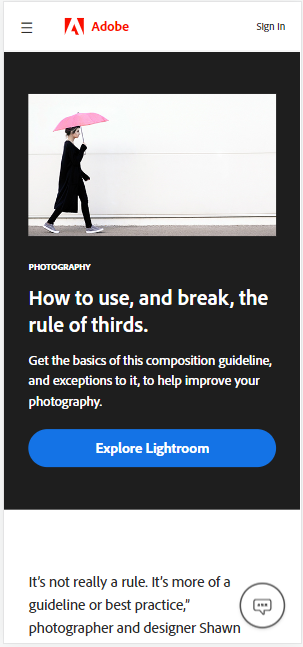 Adobe
Sign In
PHOTOGRAPHY
How to use, and break, the
rule of thirds.
Get the basics of this composition guideline,
and exceptions to it, to help improve your
photography.
Explore Lightroom
It’s not really a rule. It’s more of a
guideline or best practice,”
photographer and designer Shawn